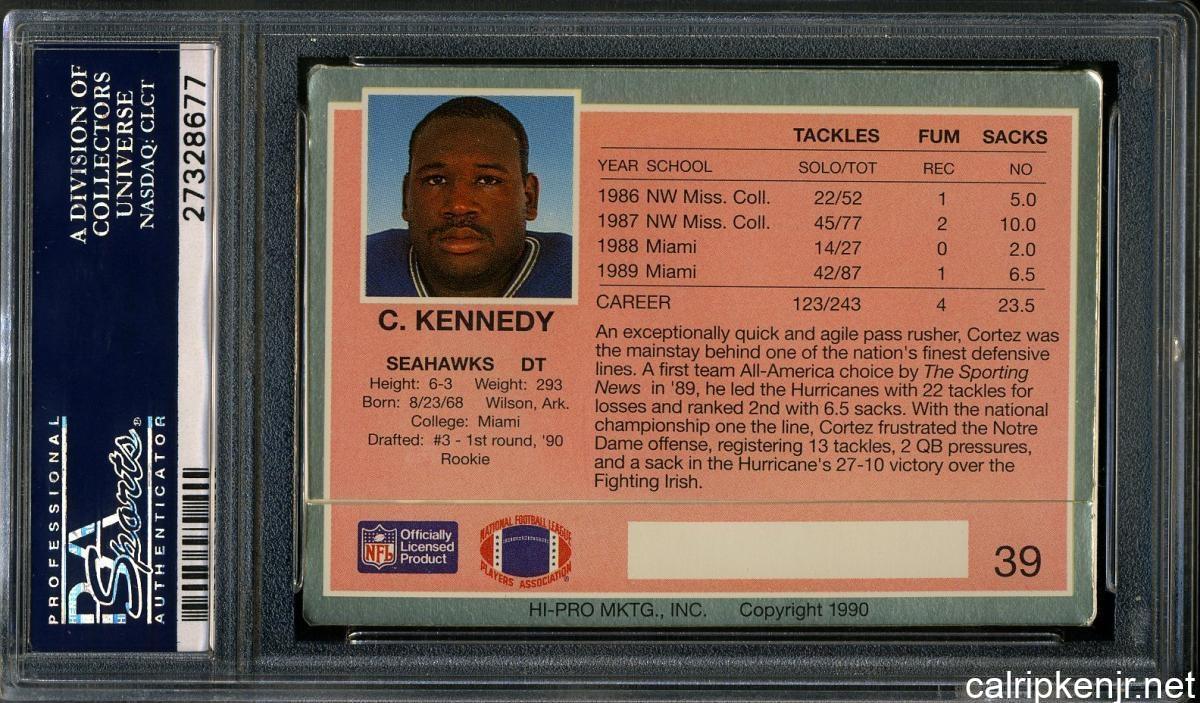 A DIVISION OF
COLLECTORS
UNIVERSE
NASDAQ: CLCT
27328677
PROFESSIONAL
PSA
Sports®
AUTHENTICATOR
TACKLES FUM SACKS
YEAR SCHOOL SOLO/TOT REC NO
1986 NW Miss. Coll. 22/52 1 5.0
1987 NW Miss. Coll. 45/77 2 10.0
1988 Miami 14/27 0 2.0
1989 Miami 42/87 1 6.5
CAREER 123/243 4 23.5
C. KENNEDY
SEAHAWKS DT
Height: 6-3 Weight: 293
Born: 8/23/68 Wilson, Ark.
College: Miami
Drafted: #3 - 1st round, '90
Rookie
An exceptionally quick and agile pass rusher, Cortez was
the mainstay behind one of the nation's finest defensive
lines. A first team All-America choice by The Sporting
News in '89, he led the Hurricanes with 22 tackles for
losses and ranked 2nd with 6.5 sacks. With the national
championship one the line, Cortez frustrated the Notre
Dame offense, registering 13 tackles, 2 QB pressures,
and a sack in the Hurricane's 27-10 victory over the
Fighting Irish.
NFL
Officially
Licensed
Product
NATIONAL FOOTBALL LEAGUE
PLAYERS ASSOCIATION®
39
HI-PRO MKTG., INC. Copyright 1990
calripkenjr.net